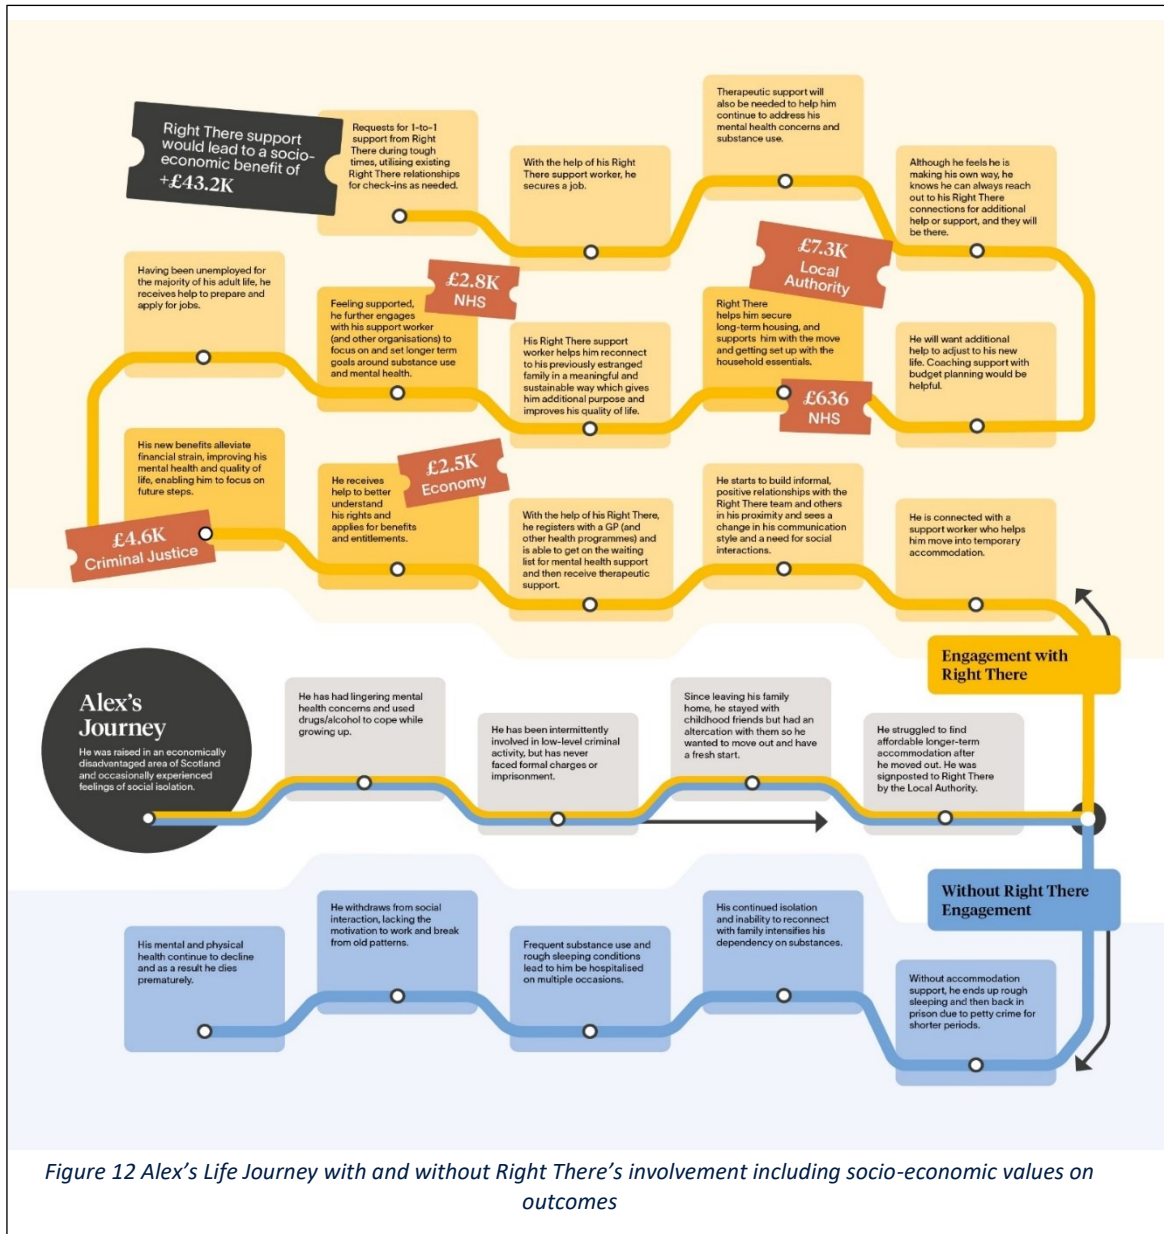 Right There support
would lead to a socio-
economic benefit of
+£43.2K
Requests for 1-to-1
support from Right
There during tough
times, utilising existing
Right There relationships
for check-ins as needed.
With the help of his Right
There support worker, he
secures a job.
Therapeutic support will
also be needed to help him
continue to address his
mental health concerns and
substance use.
Although he feels he is
making his own way, he
knows he can always reach
out to his Right There
connections for additional
help or support, and they will
be there.
Having been unemployed for
the majority of his adult life, he
receives help to prepare and
apply for jobs.
£2.8K
NHS
Feeling supported,
he further engages
with his support worker
(and other organisations) to
focus on and set longer term
goals around substance use
and mental health.
His Right There support
worker helps him reconnect
to his previously estranged
family in a meaningful and
sustainable way which gives
him additional purpose and
improves his quality of life.
£7.3K
Local
Authority
Right There
helps him secure
long-term housing, and
supports him with the move
and getting set up with the
household essentials.
£636
NHS
He will want additional
help to adjust to his new
life. Coaching support with
budget planning would be
helpful.
His new benefits alleviate
financial strain, improving his
mental health and quality of
life, enabling him to focus on
future steps.
£4.6K
Criminal Justice
He receives
help to better
understand
his rights and
applies for benefits
and entitlements.
£2.5K
Economy
With the help of his Right There,
he registers with a GP (and
other health programmes) and
is able to get on the waiting
list for mental health support
and then receive therapeutic
support.
He starts to build informal,
positive relationships with the
Right There team and others
in his proximity and sees a
change in his communication
style and a need for social
interactions.
He is connected with a
support worker who helps
him move into temporary
accommodation.
Engagement with
Right There
Alex's
Journey
He was raised in an economically
disadvantaged area of Scotland
and occasionally experienced
feelings of social isolation.
He has had lingering mental
health concerns and used
drugs/alcohol to cope while
growing up.
He has been intermittently
involved in low-level criminal
activity, but has never
faced formal charges or
imprisonment.
Since leaving his family
home, he stayed with
childhood friends but had an
altercation with them so he
wanted to move out and have
a fresh start.
He struggled to find
affordable longer-term
accommodation after
he moved out. He was
signposted to Right There
by the Local Authority.
Without Right There
Engagement
His mental and physical
health continue to decline
and as a result he dies
prematurely.
He withdraws from social
interaction, lacking the
motivation to work and break
from old patterns.
Frequent substance use and
rough sleeping conditions
lead to him be hospitalised
on multiple occasions.
His continued isolation
and inability to reconnect
with family intensifies his
dependency on substances.
Without accommodation
support, he ends up rough
sleeping and then back in
prison due to petty crime for
shorter periods.
Figure 12 Alex's Life Journey with and without Right There's involvement including socio-economic values on
outcomes